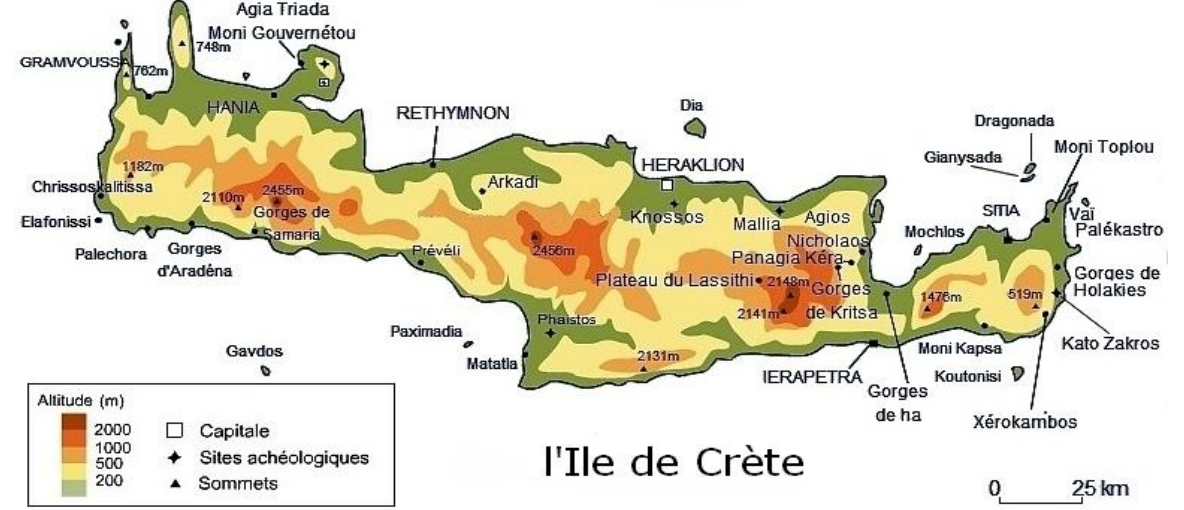 Agia Triada
Moni Gouvernétou
748m
GRAMVOUSSA
762m
HANIA
RETHYMNON
Dia
Dragonada
Gianysada
Moni Toplou
HERAKLION
1182m
Chrissoskalitissa
2110m
2455m
Gorges de
Samaria
Arkadi
Knossos
Mallia
Agios
Nicholaos
SITIA
Vaï
Palékastro
Elafonissi
Palechora
Gorges
d'Aradéna
Prévéli
2456m
Panagia Kéra
Mochlos
Plateau du Lassithi
2148m
Gorges
de Kritsa
2141m
1476m
519m
Gorges de
Holakies
Paximadia
Phaistos
Matatla
2131m
Gavdos
IERAPETRA
Gorges
de ha
Moni Kapsa
Koutonisi
Kato Zakros
Xérokambos
Altitude (m)
2000
1000
500
200
Capitale
Sites achéologiques
Sommets
l'Ile de Crète
0 25 km